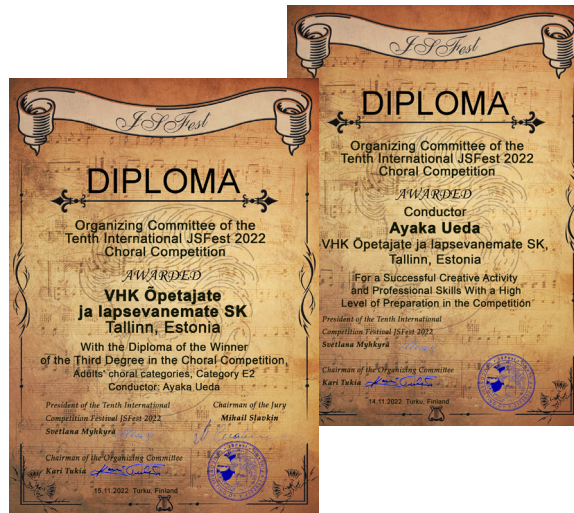 JSFest
DIPLOMA
Organizing Committee of the
Tenth International JSFest 2022
Choral Competition
AWARDED
VHK Õpetajate
ja lapsevanemate SK
Tallinn, Estonia
With the Diploma of the Winner
of the Third Degree in the Choral Competition,
Adults' choral categories, Category E2
Conductor: Ayaka Ueda
President of the Tenth International
Competition Festival JSFest 2022
Svetlana Myhkyrä
Chairman of the Jury
Mihail Slavkin
Chairman of the Organizing Committee
Kari Tukia
15.11.2022 Turku, Finland
JSFest
DIPLOMA
Organizing Committee of the
Tenth International JSFest 2022
Choral Competition
AWARDED
Conductor
Ayaka Ueda
VHK Õpetajate ja lapsevanemate SK,
Tallinn, Estonia
For a Successful Creative Activity
and Professional Skills With a High
Level of Preparation in the Competition
President of the Tenth International
Competition Festival JSFest 2022
Svetlana Myhkyrä
Chairman of the Organizing Committee
Kari Tukia
14.11.2022 Turku, Finland